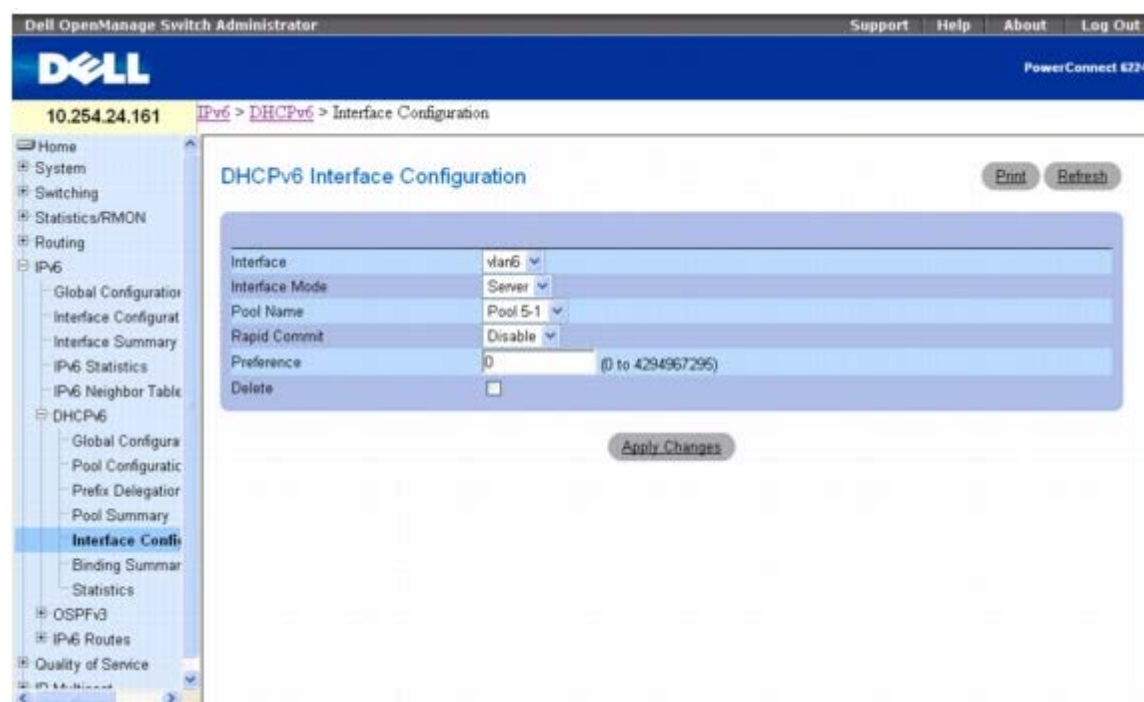 Dell OpenManage Switch Administrator
Support Help About Log Out
DELL
PowerConnect 622
10.254.24.161
IPv6 > DHCPv6 > Interface Configuration
Home
System
Switching
Statistics/RMON
Routing
IPv6
Global Configuration
Interface Configurat
Interface Summary
IPv6 Statistics
IPv6 Neighbor Table
DHCPv6
Global Configura
Pool Configuratic
Prefix Delegation
Pool Summary
Interface Config
Binding Summar
Statistics
OSPFv3
IPv6 Routes
Quality of Service
DHCPv6 Interface Configuration
Print Refresh
Interface vlan6
Interface Mode Server
Pool Name Pool 5-1
Rapid Commit Disable
Preference 0 (0 to 4294967295)
Delete
Apply Changes